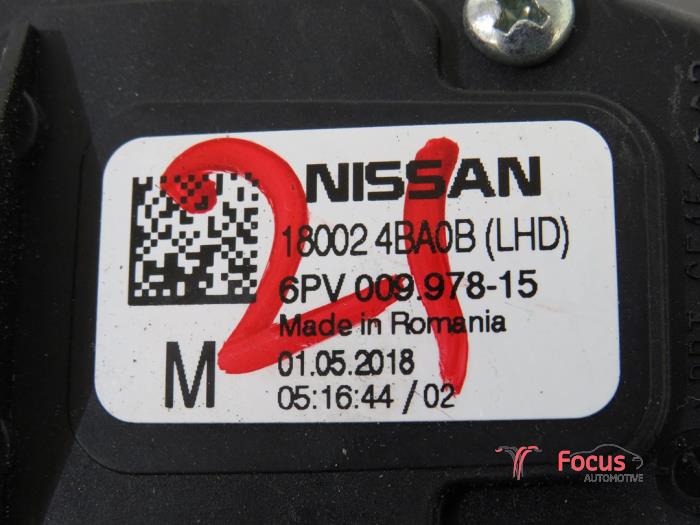 NISSAN
18002 4BA0B (LHD)
6PV 009.978-15
Made in Romania
M
01.05.2018
05:16:44 / 02
21
Focus
AUTOMOTIVE